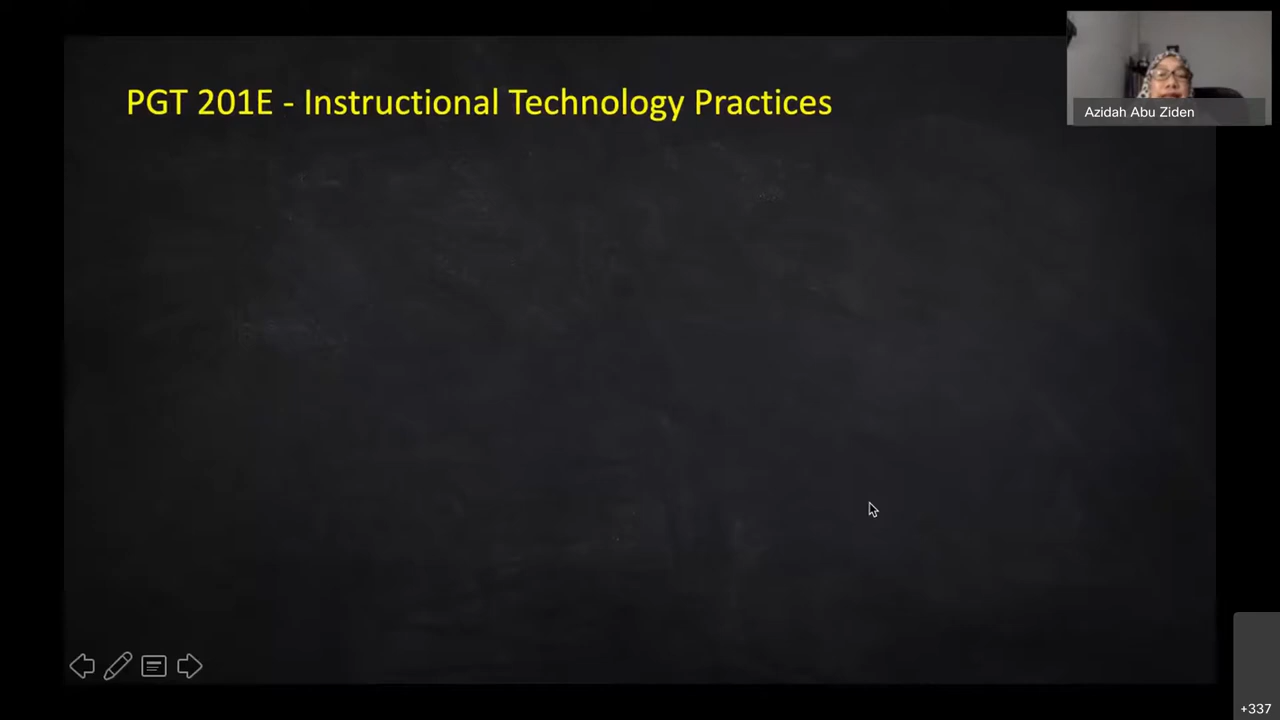 PGT 201E - Instructional Technology Practices
Azidah Abu Ziden
+337